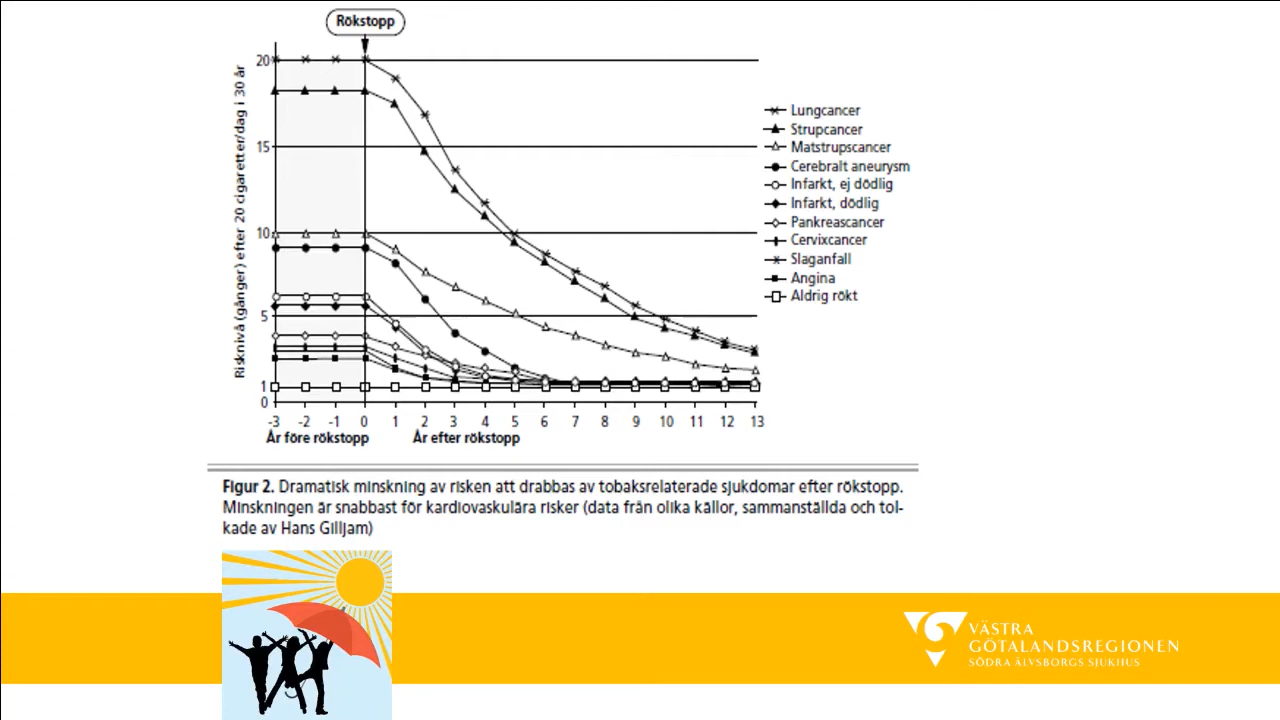 Rökstopp
Risknivå (gånger) efter 20 cigaretter/dag i 30 år
20
15
10
5
1
0
-3 -2 -1 0 1 2 3 4 5 6 7 8 9 10 11 12 13
År före rökstopp År efter rökstopp
Lungcancer
Strupcancer
Matstrupscancer
Cerebralt aneurysm
Infarkt, ej dödlig
Infarkt, dödlig
Pankreascancer
Cervixcancer
Slaganfall
Angina
Aldrig rökt
Figur 2. Dramatisk minskning av risken att drabbas av tobaksrelaterade sjukdomar efter rökstopp.
Minskningen är snabbast för kardiovaskulära risker (data från olika källor, sammanställda och tol-
kade av Hans Gilljam)
VÄSTRA
GÖTALANDSREGIONEN
SÖDRA ÄLVSBORGS SJUKHUS